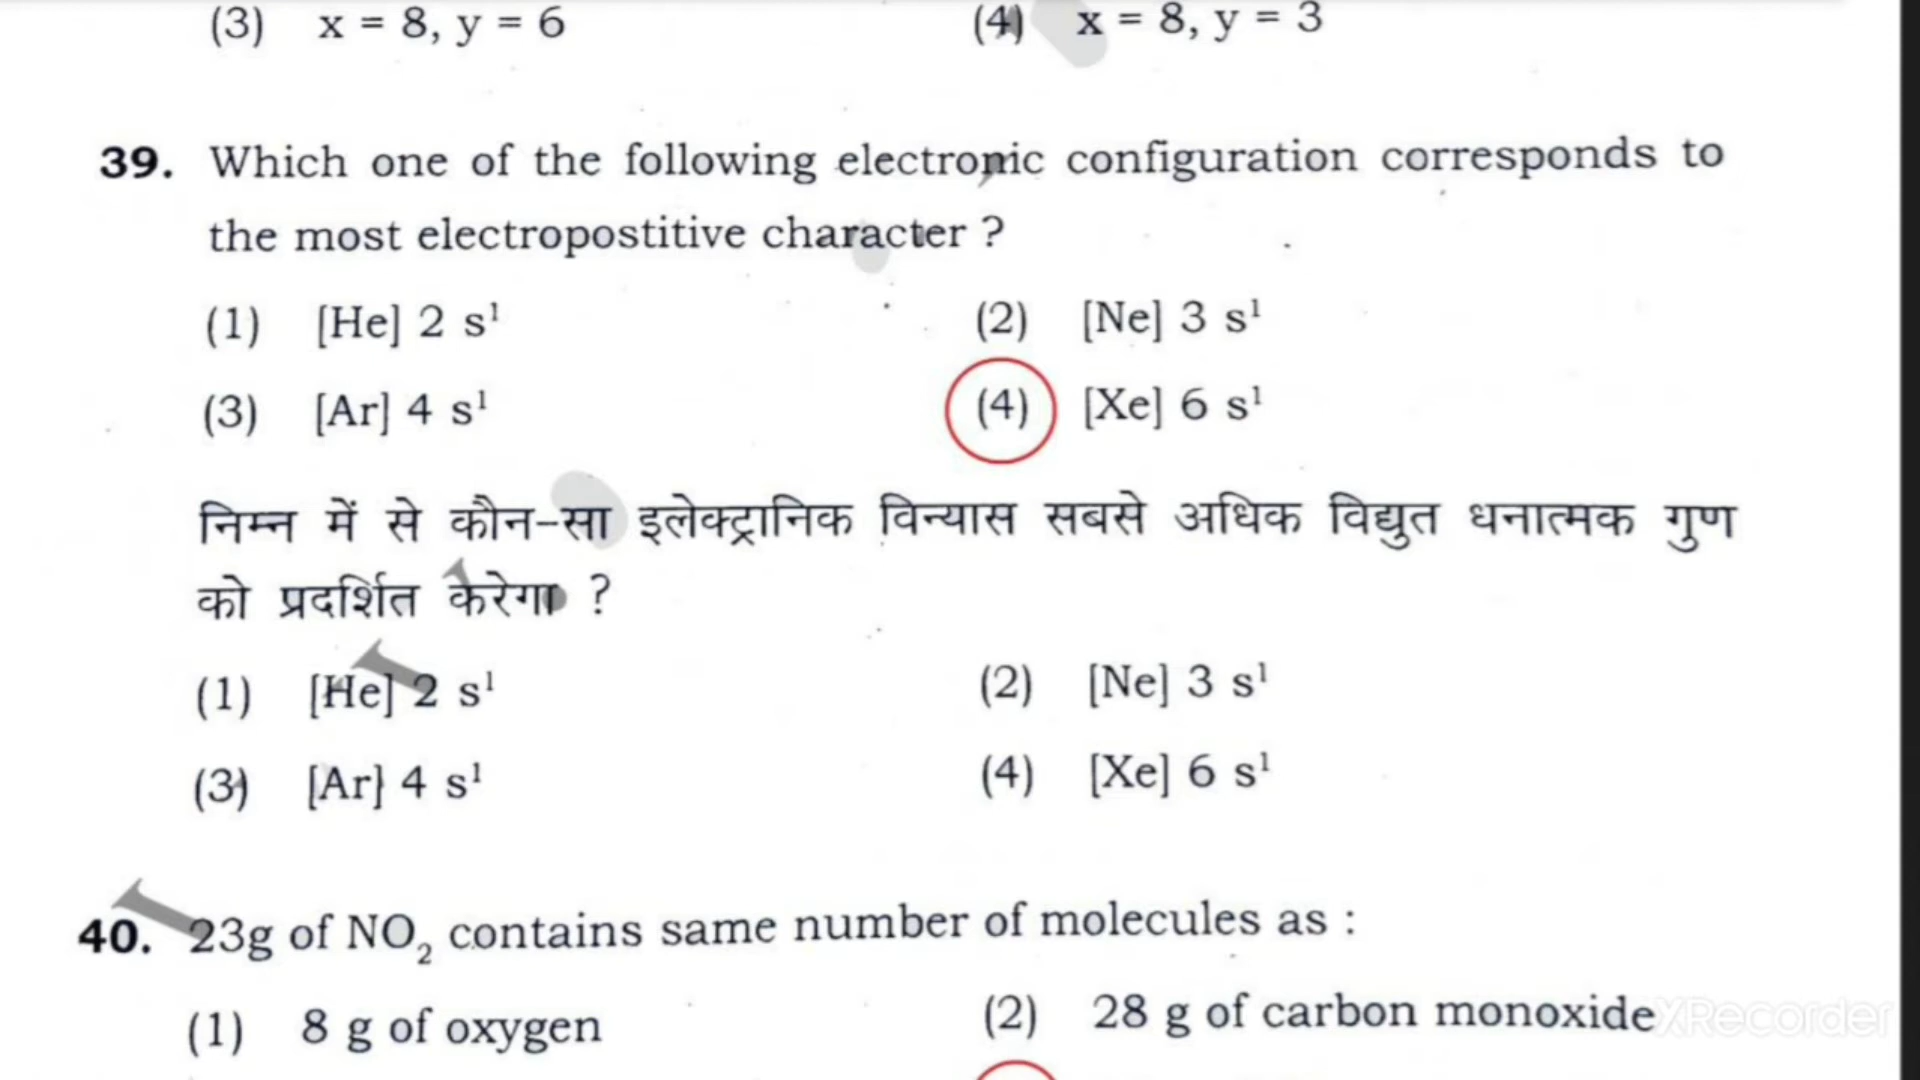 (3) x = 8, y = 6 (4) x = 8, y = 3
39. Which one of the following electronic configuration corresponds to
the most electropostitive character ?
(1) [He] 2 s¹ (2) [Ne] 3 s¹
(3) [Ar] 4 s¹ (4) [Xe] 6 s¹
निम्न में से कौन-सा इलेक्ट्रानिक विन्यास सबसे अधिक विद्युत धनात्मक गुण
को प्रदर्शित करेगा ?
(1) [He] 2 s¹ (2) [Ne] 3 s¹
(3) [Ar] 4 s¹ (4) [Xe] 6 s¹
40. 23g of NO₂ contains same number of molecules as :
(1) 8 g of oxygen (2) 28 g of carbon monoxide
XRecorder